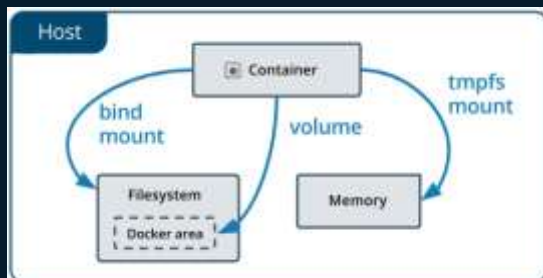 Host
Container
bind
mount
volume
tmpfs
mount
Filesystem
Docker area
Memory